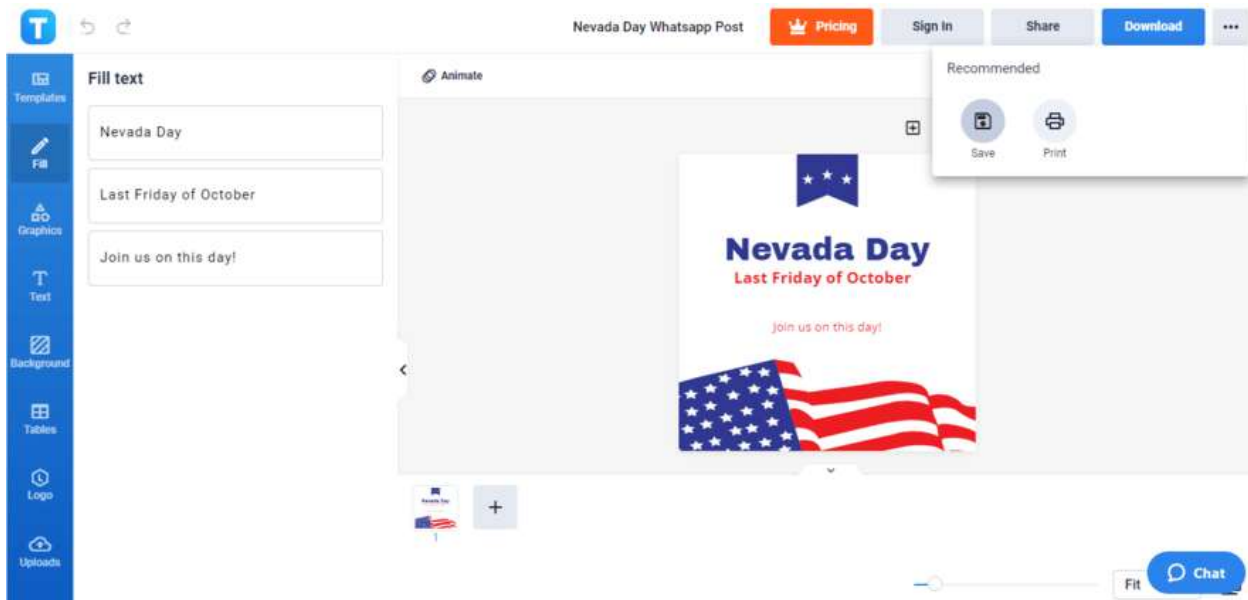 T
Nevada Day Whatsapp Post
Pricing
Sign In
Share
Download
Templates
Fill
Graphics
Text
Background
Tables
Logo
Uploads
Fill text
Nevada Day
Last Friday of October
Join us on this day!
Animate
Recommended
Save
Print
Nevada Day
Last Friday of October
Join us on this day!
Nevada Day
1
Fit
Chat